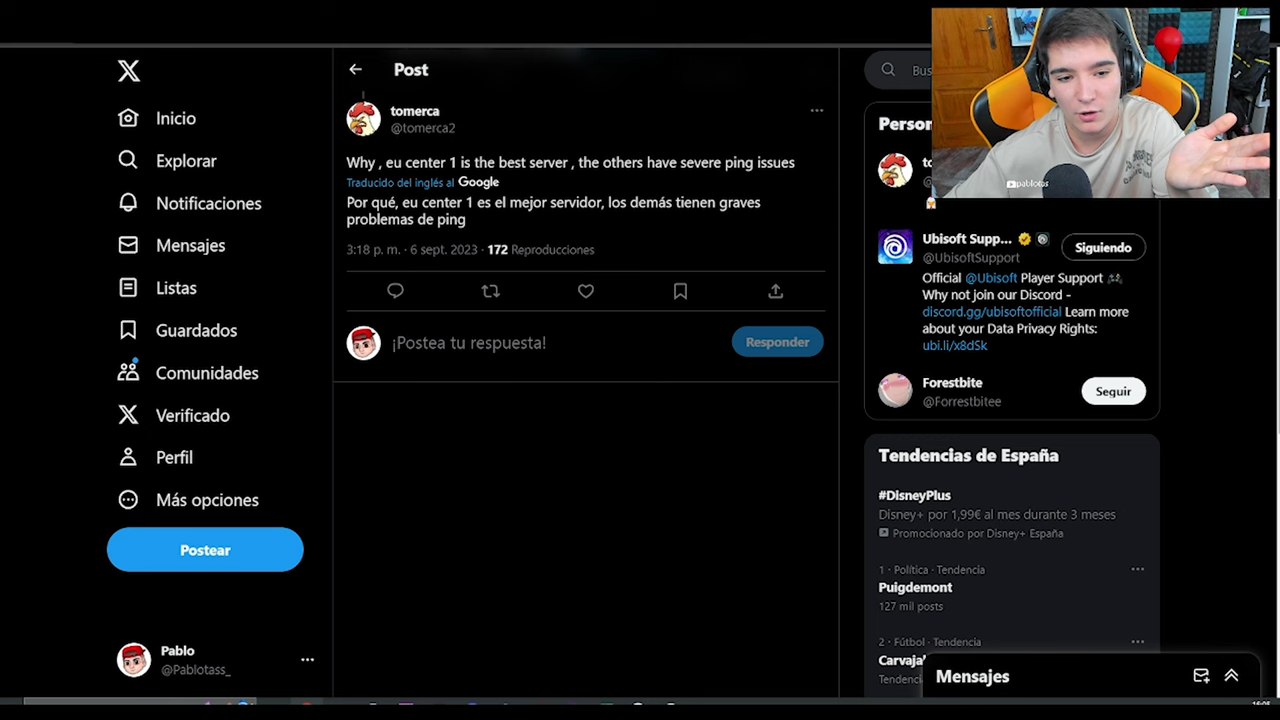 Inicio
Explorar
Notificaciones
Mensajes
Listas
Guardados
Comunidades
Verificado
Perfil
Más opciones
Postear
Pablo
@Pablotass_
Post
tomerca
@tomerca2
Why , eu center 1 is the best server , the others have severe ping issues
Traducido del inglés al Google
Por qué, eu center 1 es el mejor servidor, los demás tienen graves
problemas de ping
3:18 p. m. · 6 sept. 2023 · 172 Reproducciones
¡Postea tu respuesta!
Responder
Bus
Person
Ubisoft Supp...
@UbisoftSupport
Siguiendo
Official @Ubisoft Player Support
Why not join our Discord -
discord.gg/ubisoftofficial Learn more
about your Data Privacy Rights:
ubi.li/x8dSk
Forestbite
@Forrestbitee
Seguir
Tendencias de España
#DisneyPlus
Disney+ por 1,99€ al mes durante 3 meses
Promocionado por Disney+ España
1 · Política · Tendencia
Puigdemont
127 mil posts
2 · Fútbol · Tendencia
Carvajal
Tendenc
Mensajes